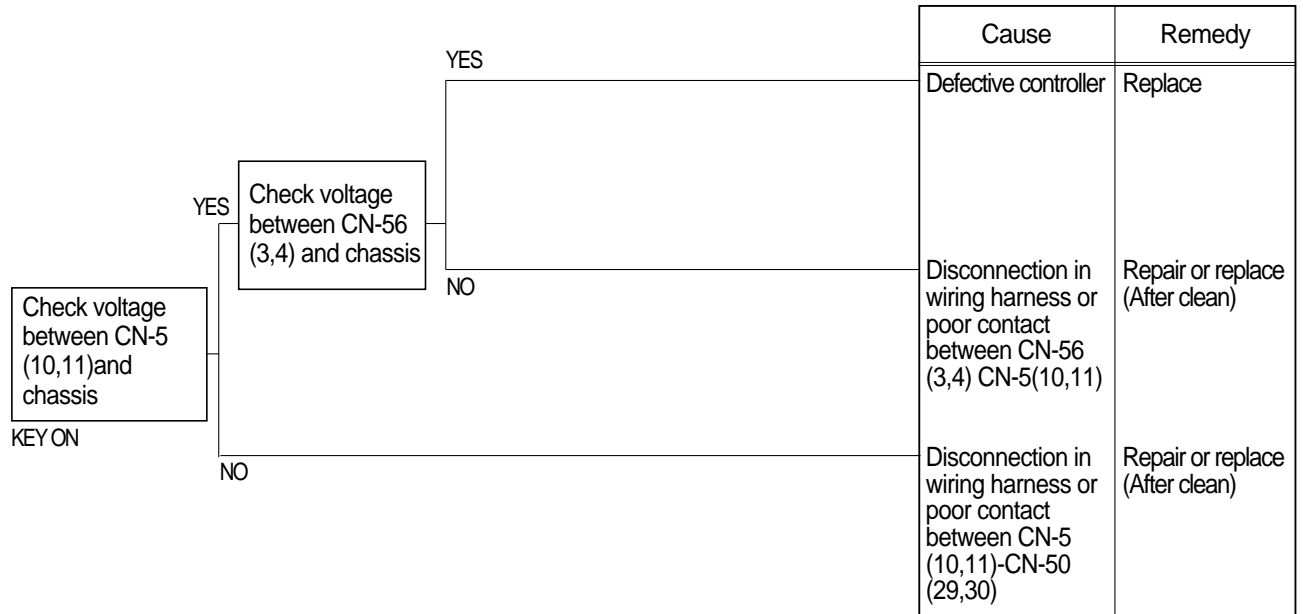 Cause Remedy
YES
Defective controller Replace
YES
Check voltage
between CN-56
(3,4) and chassis
NO
Disconnection in
wiring harness or
poor contact
between CN-56
(3,4) CN-5(10,11)
Repair or replace
(After clean)
Check voltage
between CN-5
(10,11)and
chassis
KEY ON
NO
Disconnection in
wiring harness or
poor contact
between CN-5
(10,11)-CN-50
(29,30)
Repair or replace
(After clean)